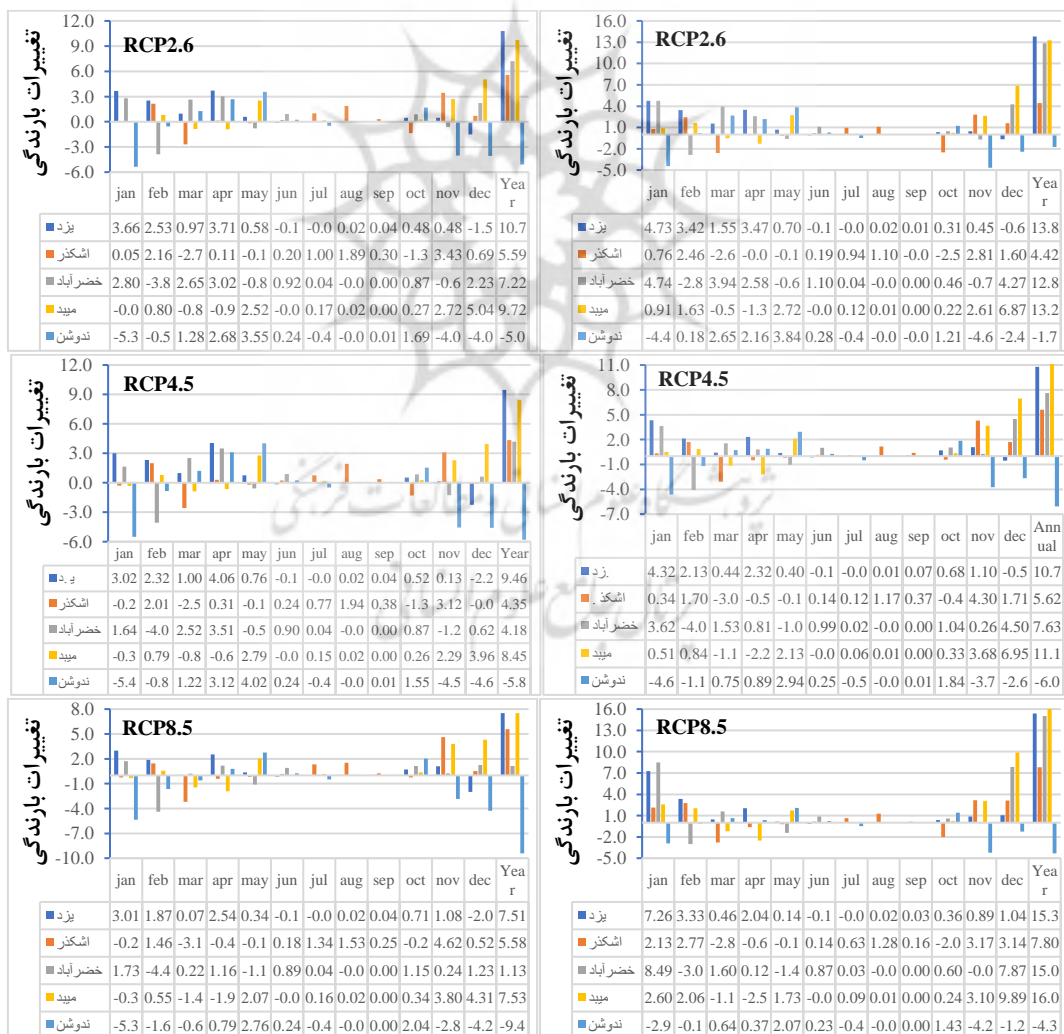 RCP2.6
تغییرات بارندگی
12.0
9.0
6.0
3.0
0.0
-3.0
-6.0
jan feb mar apr may jun jul aug sep oct nov dec Yea r
یزد 3.66 2.53 0.97 3.71 0.58 -0.1 -0.0 0.02 0.04 0.48 0.48 -1.5 10.7
اشکذر 0.05 2.16 -2.7 0.11 -0.1 0.20 1.00 1.89 0.30 -1.3 3.43 0.69 5.59
خضرآباد 2.80 -3.8 2.65 3.02 -0.8 0.92 0.04 -0.0 0.00 0.87 -0.6 2.23 7.22
میبد -0.0 0.80 -0.8 -0.9 2.52 -0.0 0.17 0.02 0.00 0.27 2.72 5.04 9.72
ندوشن -5.3 -0.5 1.28 2.68 3.55 0.24 -0.4 -0.0 0.01 1.69 -4.0 -4.0 -5.0
RCP2.6
تغییرات بارندگی
16.0
13.0
10.0
7.0
4.0
1.0
-2.0
-5.0
jan feb mar apr may jun jul aug sep oct nov dec Yea r
یزد 4.73 3.42 1.55 3.47 0.70 -0.1 -0.0 0.02 0.01 0.31 0.45 -0.6 13.8
اشکذر 0.76 2.46 -2.6 -0.0 -0.1 0.19 0.94 1.10 -0.0 -2.5 2.81 1.60 4.42
خضرآباد 4.74 -2.8 3.94 2.58 -0.6 1.10 0.04 -0.0 0.00 0.46 -0.7 4.27 12.8
میبد 0.91 1.63 -0.5 -1.3 2.72 -0.0 0.12 0.01 0.00 0.22 2.61 6.87 13.2
ندوشن -4.4 0.18 2.65 2.16 3.84 0.28 -0.4 -0.0 -0.0 1.21 -4.6 -2.4 -1.7
RCP4.5
تغییرات بارندگی
12.0
9.0
6.0
3.0
0.0
-3.0
-6.0
jan feb mar apr may jun jul aug sep oct nov dec Year
ی.د 3.02 2.32 1.00 4.06 0.76 -0.1 -0.0 0.02 0.04 0.52 0.13 -2.2 9.46
اشکذر -0.2 2.01 -2.5 0.31 -0.1 0.24 0.77 1.94 0.38 -1.3 3.12 -0.0 4.35
خضرآباد 1.64 -4.0 2.52 3.51 -0.5 0.90 0.04 -0.0 0.00 0.87 -1.2 0.62 4.18
میبد -0.3 0.79 -0.8 -0.6 2.79 -0.0 0.15 0.02 0.00 0.26 2.29 3.96 8.45
ندوشن -5.4 -0.8 1.22 3.12 4.02 0.24 -0.4 -0.0 0.01 1.55 -4.5 -4.6 -5.8
RCP4.5
تغییرات بارندگی
11.0
8.0
5.0
2.0
-1.0
-4.0
-7.0
jan feb mar apr may jun jul aug sep oct nov dec Ann ual
.زد 4.32 2.13 0.44 2.32 0.40 -0.1 -0.0 0.01 0.07 0.68 1.10 -0.5 10.7
اشکذ. 0.34 1.70 -3.0 -0.5 -0.1 0.14 0.12 1.17 0.37 -0.4 4.30 1.71 5.62
خضرآباد 3.62 -4.0 1.53 0.81 -1.0 0.99 0.02 -0.0 0.00 1.04 0.26 4.50 7.63
میبد 0.51 0.84 -1.1 -2.2 2.13 -0.0 0.06 0.01 0.00 0.33 3.68 6.95 11.1
ندوشن -4.6 -1.1 0.75 0.89 2.94 0.25 -0.5 -0.0 0.01 1.84 -3.7 -2.6 -6.0
RCP8.5
تغییرات بارندگی
8.0
5.0
2.0
-1.0
-4.0
-7.0
-10.0
jan feb mar apr may jun jul aug sep oct nov dec Yea r
یزد 3.01 1.87 0.07 2.54 0.34 -0.1 -0.0 0.02 0.04 0.71 1.08 -2.0 7.51
اشکذر -0.2 1.46 -3.1 -0.4 -0.1 0.18 1.34 1.53 0.25 -0.2 4.62 0.52 5.58
خضرآباد 1.73 -4.4 0.22 1.16 -1.1 0.89 0.04 -0.0 0.00 1.15 0.24 1.23 1.13
میبد -0.3 0.55 -1.4 -1.9 2.07 -0.0 0.16 0.02 0.00 0.34 3.80 4.31 7.53
ندوشن -5.3 -1.6 -0.6 0.79 2.76 0.24 -0.4 -0.0 0.00 2.04 -2.8 -4.2 -9.4
RCP8.5
تغییرات بارندگی
16.0
13.0
10.0
7.0
4.0
1.0
-2.0
-5.0
jan feb mar apr may jun jul aug sep oct nov dec Yea r
یزد 7.26 3.33 0.46 2.04 0.14 -0.1 -0.0 0.02 0.03 0.36 0.89 1.04 15.3
اشکذر 2.13 2.77 -2.8 -0.6 -0.1 0.14 0.63 1.28 0.16 -2.0 3.17 3.14 7.80
خضرآباد 8.49 -3.0 1.60 0.12 -1.4 0.87 0.03 -0.0 0.00 0.60 -0.0 7.87 15.0
میبد 2.60 2.06 -1.1 -2.5 1.73 -0.0 0.09 0.01 0.00 0.24 3.10 9.89 16.0
ندوشن -2.9 -0.1 0.64 0.37 2.07 0.23 -0.4 -0.0 0.00 1.43 -4.2 -1.2 -4.3